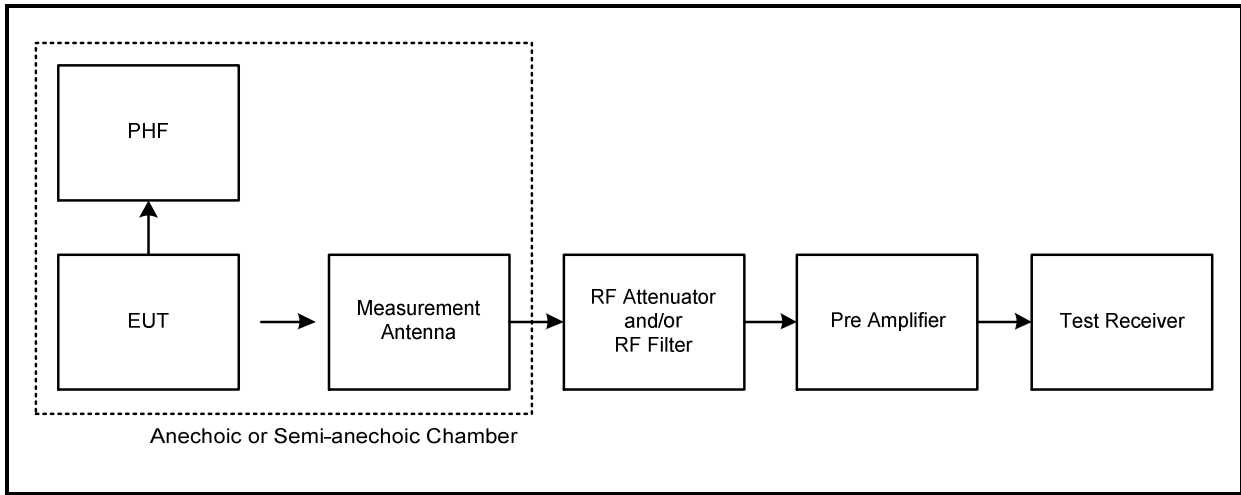 PHF
EUT
Measurement
Antenna
RF Attenuator
and/or
RF Filter
Pre Amplifier
Test Receiver
Anechoic or Semi-anechoic Chamber